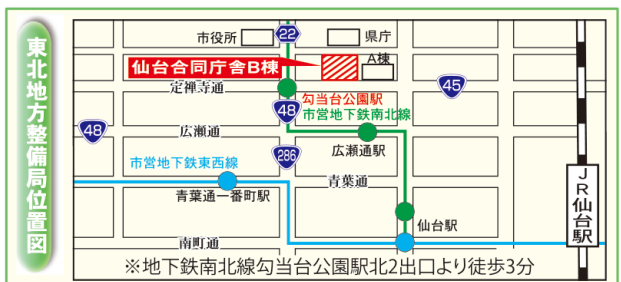 東北地方整備局位置図
市役所
22
県庁
仙台合同庁舎B棟
A棟
定禅寺通
勾当台公園駅
市営地下鉄南北線
45
48
48
広瀬通
広瀬通駅
286
市営地下鉄東西線
青葉通
青葉通一番町駅
JR仙台駅
仙台駅
南町通
※地下鉄南北線勾当台公園駅北2出口より徒歩3分